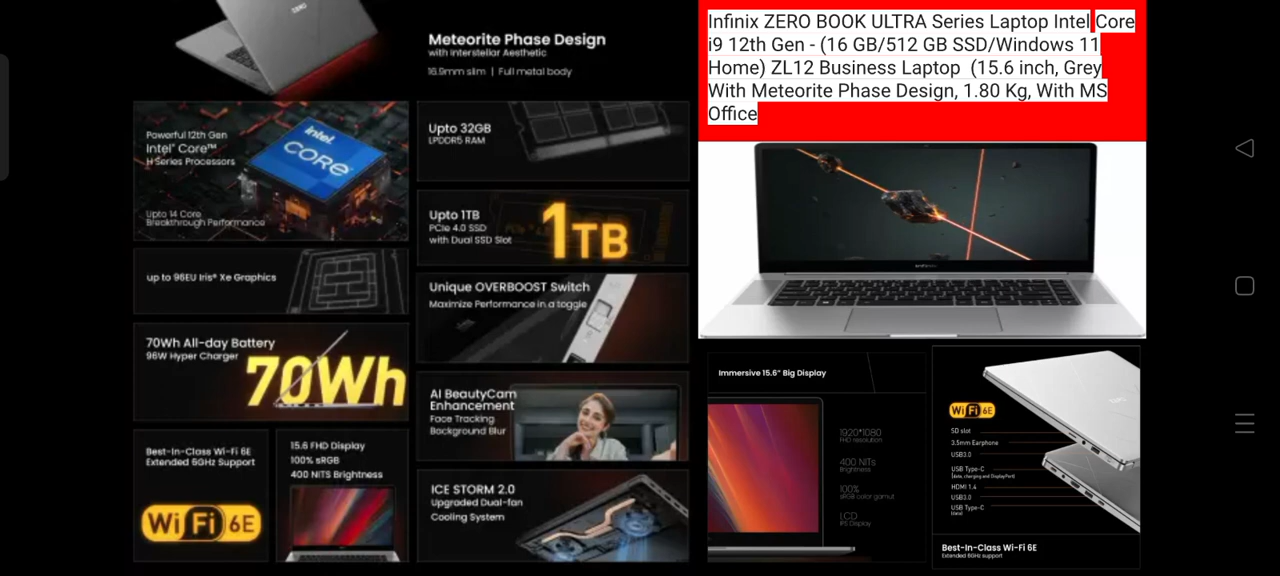 ZERO
Meteorite Phase Design
with Interstellar Aesthetic
16.9mm slim | Full metal body
Powerful 12th Gen
Intel® Core™
H Series Processors
intel.
CORE
Upto 14 Core
Breakthrough Performance
Upto 32GB
LPDDR5 RAM
Upto 1TB
PCIe 4.0 SSD
with Dual SSD Slot
1TB
up to 96EU Iris® Xe Graphics
Unique OVERBOOST Switch
Maximize Performance in a toggle
70Wh All-day Battery
96W Hyper Charger
70Wh
AI BeautyCam
Enhancement
Face Tracking
Background Blur
Best-In-Class Wi-Fi 6E
Extended 6GHz Support
WiFi 6E
15.6 FHD Display
100% sRGB
400 NITS Brightness
ICE STORM 2.0
Upgraded Dual-fan
Cooling System
Infinix ZERO BOOK ULTRA Series Laptop Intel Core
i9 12th Gen - (16 GB/512 GB SSD/Windows 11
Home) ZL12 Business Laptop (15.6 inch, Grey
With Meteorite Phase Design, 1.80 Kg, With MS
Office
Infinix
Immersive 15.6" Big Display
1920*1080
FHD resolution
400 NITs
Brightness
100%
sRGB color gamut
LCD
IPS Display
WiFi 6E
SD slot
3.5mm Earphone
USB3.0
USB Type-C
(data, charging and DisplayPort)
HDMI 1.4
USB3.0
USB Type-C
(data)
Best-In-Class Wi-Fi 6E
Extended 6GHz support